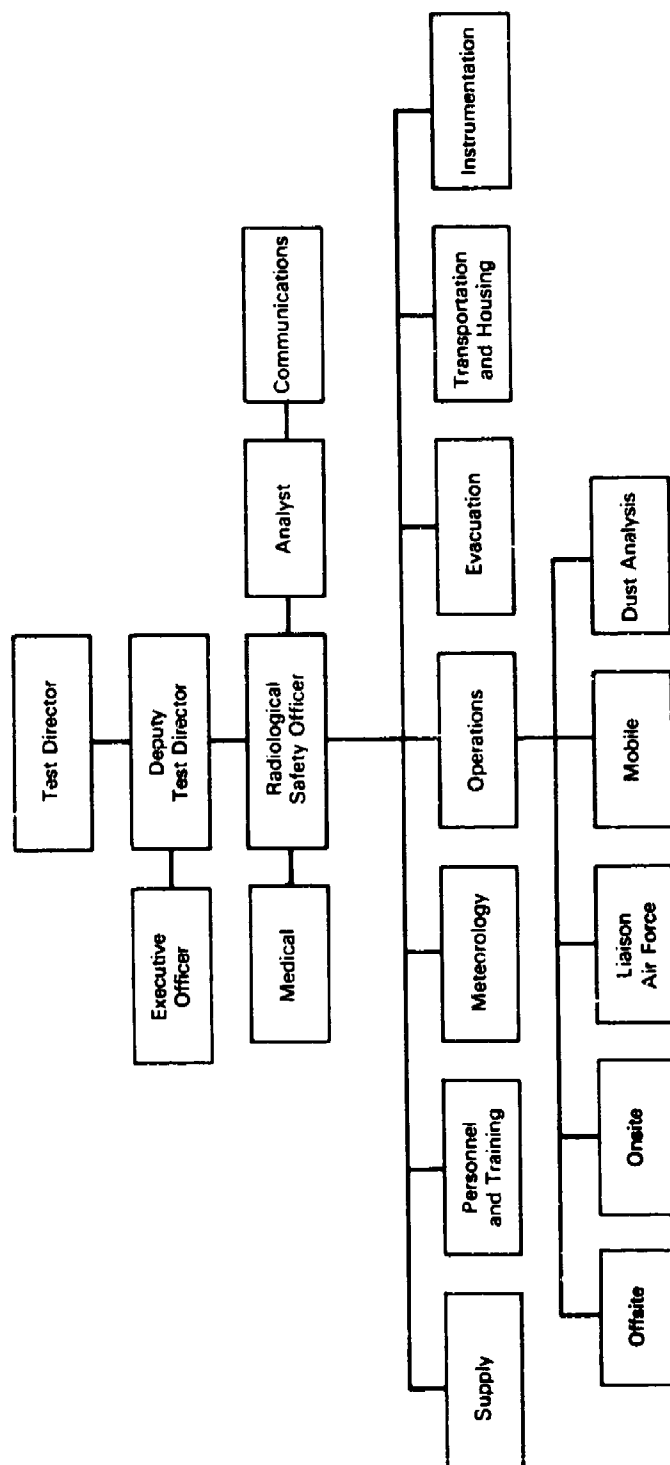 Test Director
Executive
Officer
Deputy
Test Director
Medical
Radiological
Safety Officer
Analyst
Communications
Supply
Personnel
and Training
Meteorology
Operations
Evacuation
Transportation
and Housing
Instrumentation
Offsite
Onsite
Liaison
Air Force
Mobile
Dust Analysis